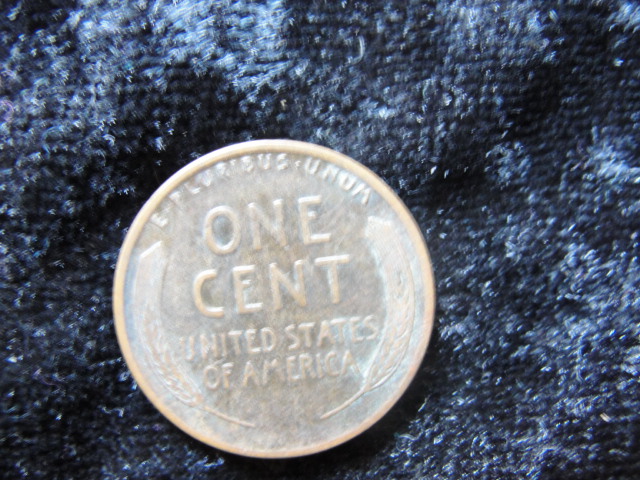 E·PLURIBUS·UNUM
ONE
CENT
UNITED STATES
OF AMERICA